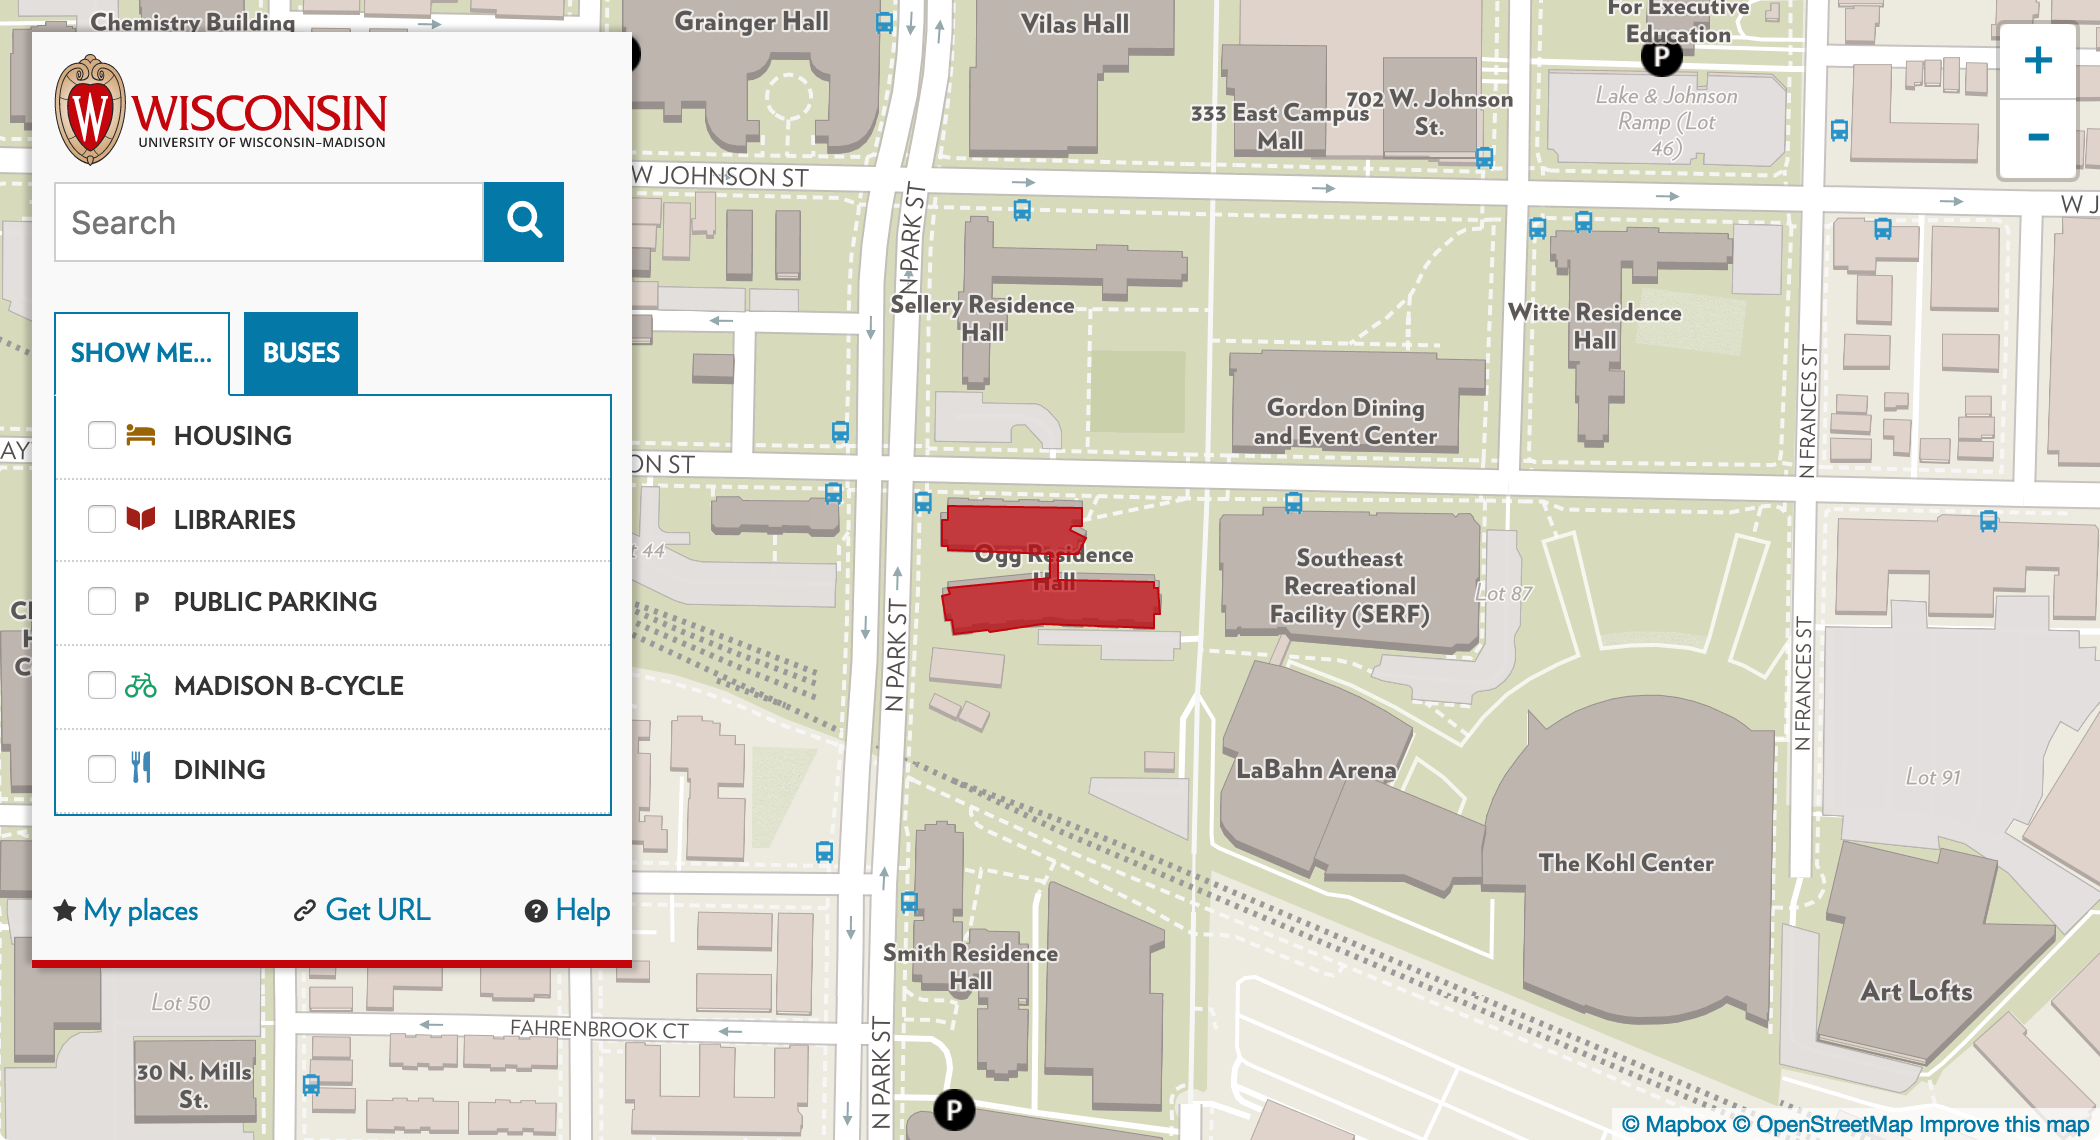 Chemistry Building
Grainger Hall
Vilas Hall
For Executive
Education
P
WISCONSIN
UNIVERSITY OF WISCONSIN–MADISON
W
Search
SHOW ME...
BUSES
HOUSING
LIBRARIES
P PUBLIC PARKING
MADISON B-CYCLE
DINING
My places
Get URL
? Help
+
-
333 East Campus
Mall
702 W. Johnson
St.
Lake & Johnson
Ramp (Lot
46)
W JOHNSON ST
W J
N PARK ST
Sellery Residence
Hall
Witte Residence
Hall
Gordon Dining
and Event Center
N FRANCES ST
AY
ON ST
t 44
Ogg Residence
Hall
Southeast
Recreational
Facility (SERF)
Lot 87
N PARK ST
N FRANCES ST
LaBahn Arena
The Kohl Center
Lot 91
Smith Residence
Hall
Art Lofts
Lot 50
FAHRENBROOK CT
30 N. Mills
St.
N PARK ST
P
© Mapbox © OpenStreetMap Improve this map